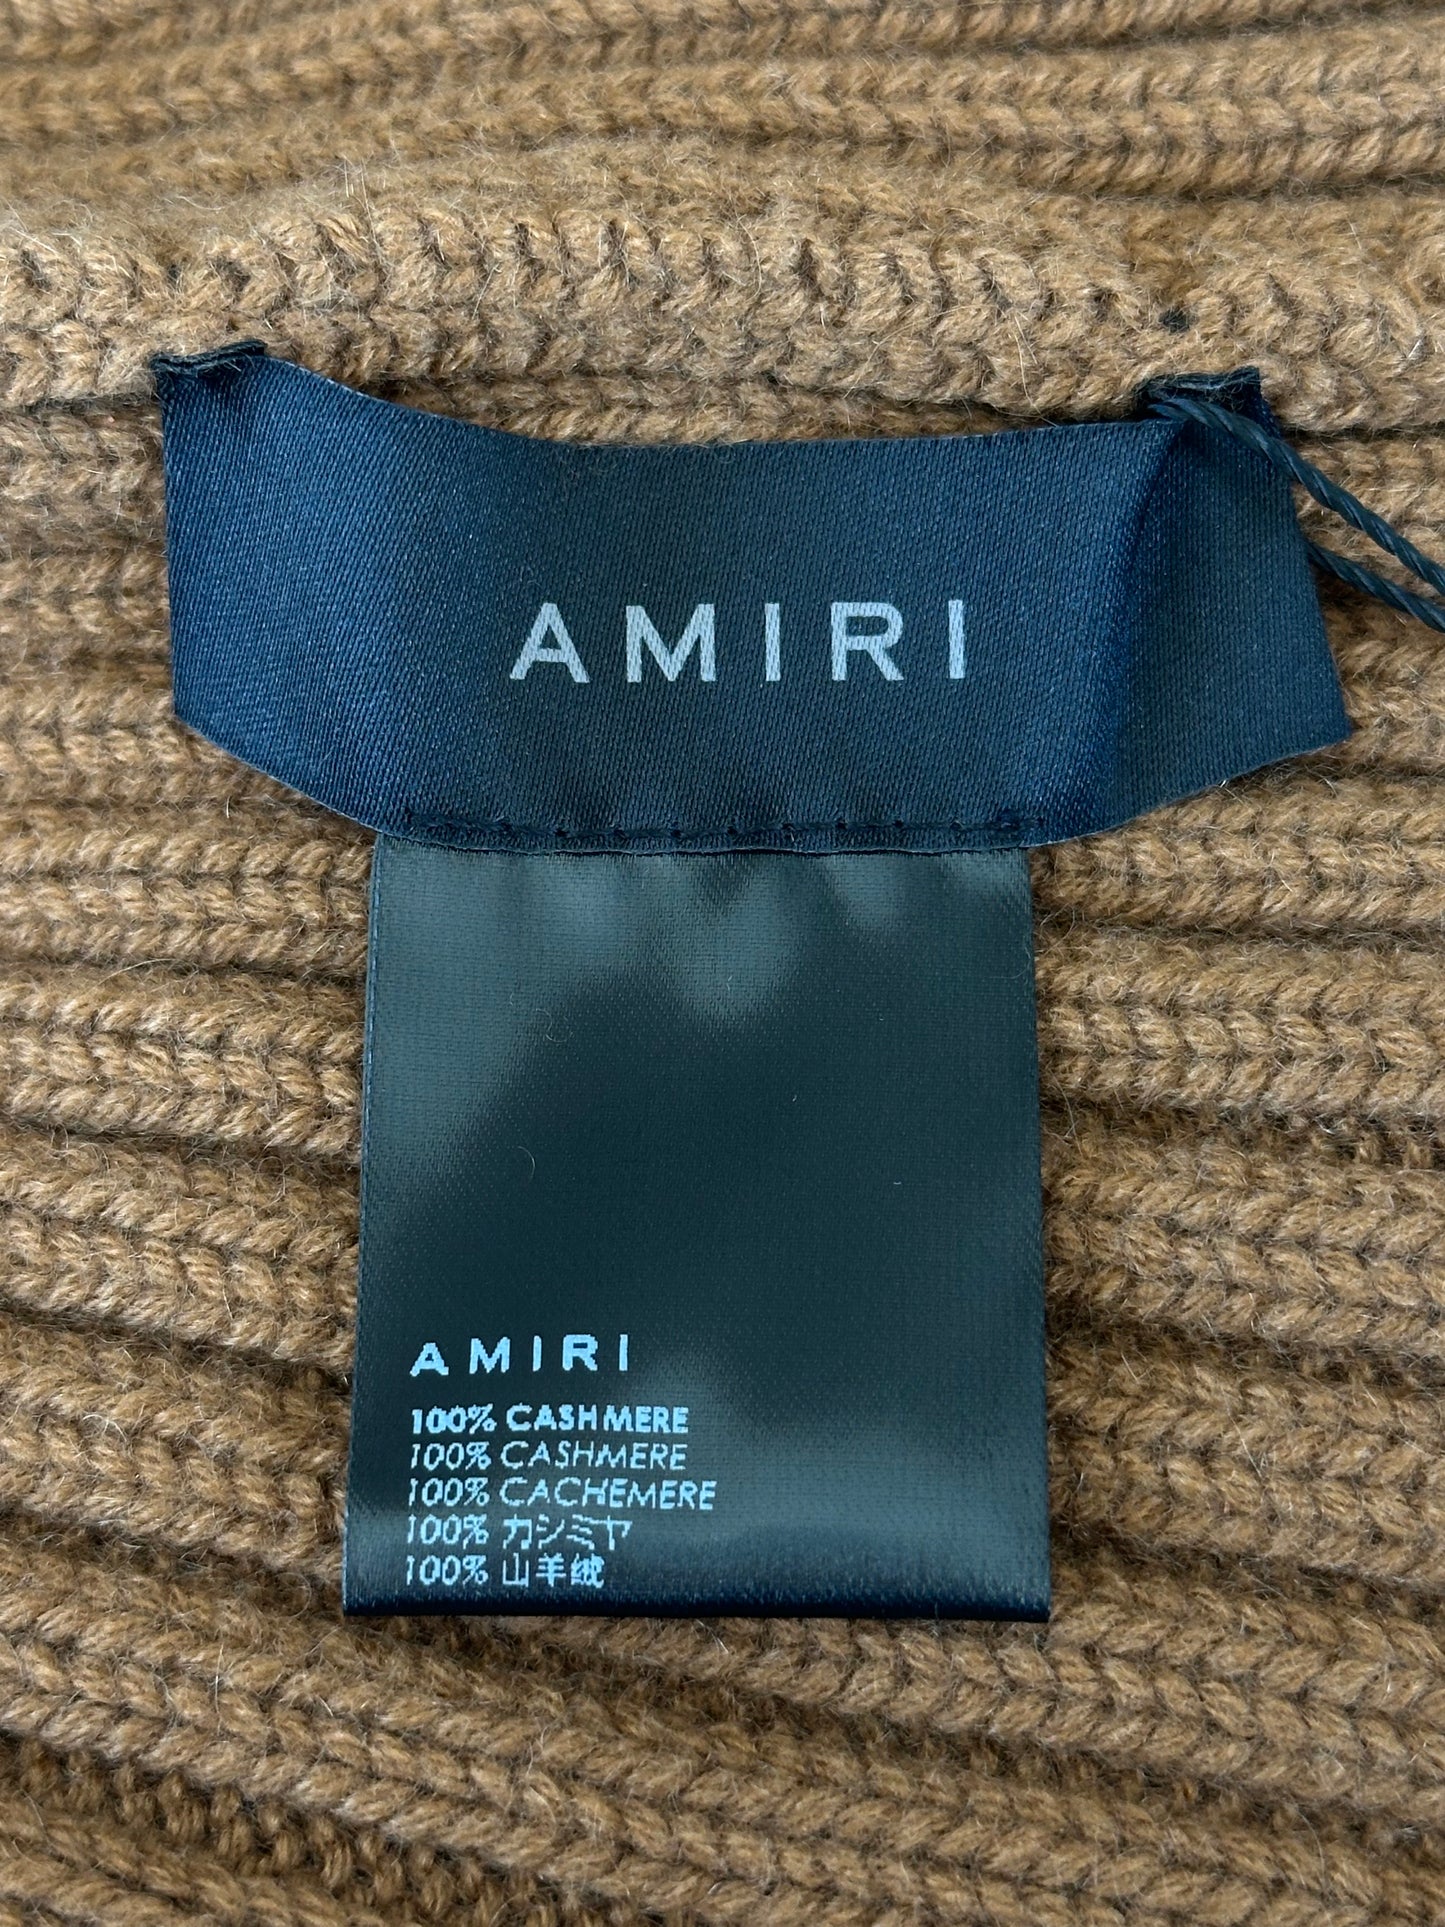 AMIRI
AMIRI
100% CASHMERE
100% CASHMERE
100% CACHEMERE
100% カシミヤ
100% 山羊绒